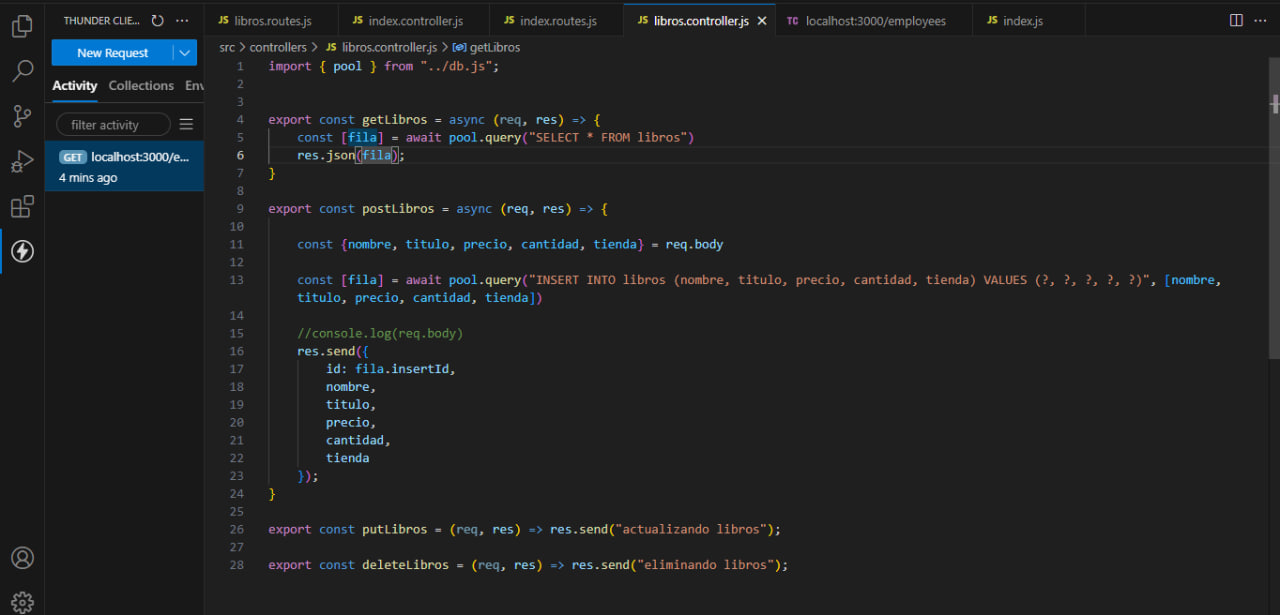 THUNDER CLIE...
JS libros.routes.js
JS index.controller.js
JS index.routes.js
JS libros.controller.js
TC localhost:3000/employees
JS index.js
New Request
src > controllers > JS libros.controller.js > getLibros
Activity Collections Env
filter activity
GET localhost:3000/e...
4 mins ago
1 import { pool } from "../db.js";
2
3
4 export const getLibros = async (req, res) => {
5 const [fila] = await pool.query("SELECT * FROM libros")
6 res.json(fila);
7 }
8
9 export const postLibros = async (req, res) => {
10
11 const {nombre, titulo, precio, cantidad, tienda} = req.body
12
13 const [fila] = await pool.query("INSERT INTO libros (nombre, titulo, precio, cantidad, tienda) VALUES (?, ?, ?, ?, ?)", [nombre,
titulo, precio, cantidad, tienda])
14
15 //console.log(req.body)
16 res.send({
17 id: fila.insertId,
18 nombre,
19 titulo,
20 precio,
21 cantidad,
22 tienda
23 });
24 }
25
26 export const putLibros = (req, res) => res.send("actualizando libros");
27
28 export const deleteLibros = (req, res) => res.send("eliminando libros");